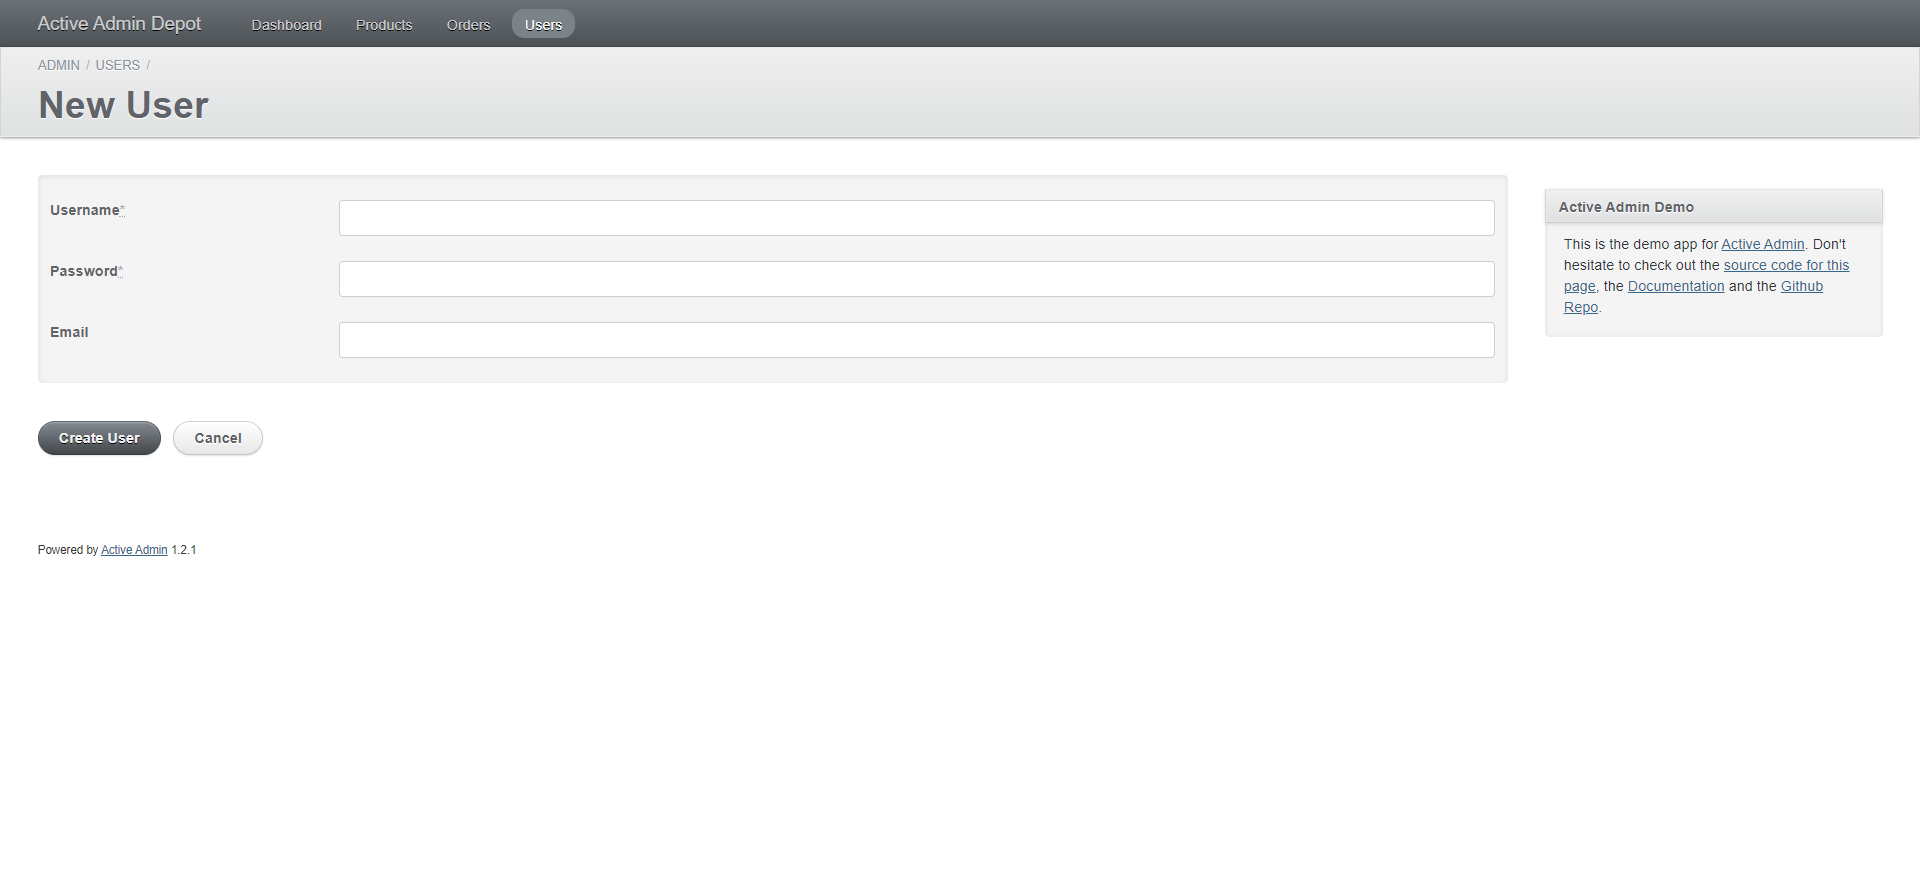 Active Admin Depot Dashboard Products Orders Users
ADMIN / USERS /
New User
Username*
Password*
Email
Create User Cancel
Active Admin Demo
This is the demo app for Active Admin. Don't
hesitate to check out the source code for this
page, the Documentation and the Github
Repo.
Powered by Active Admin 1.2.1